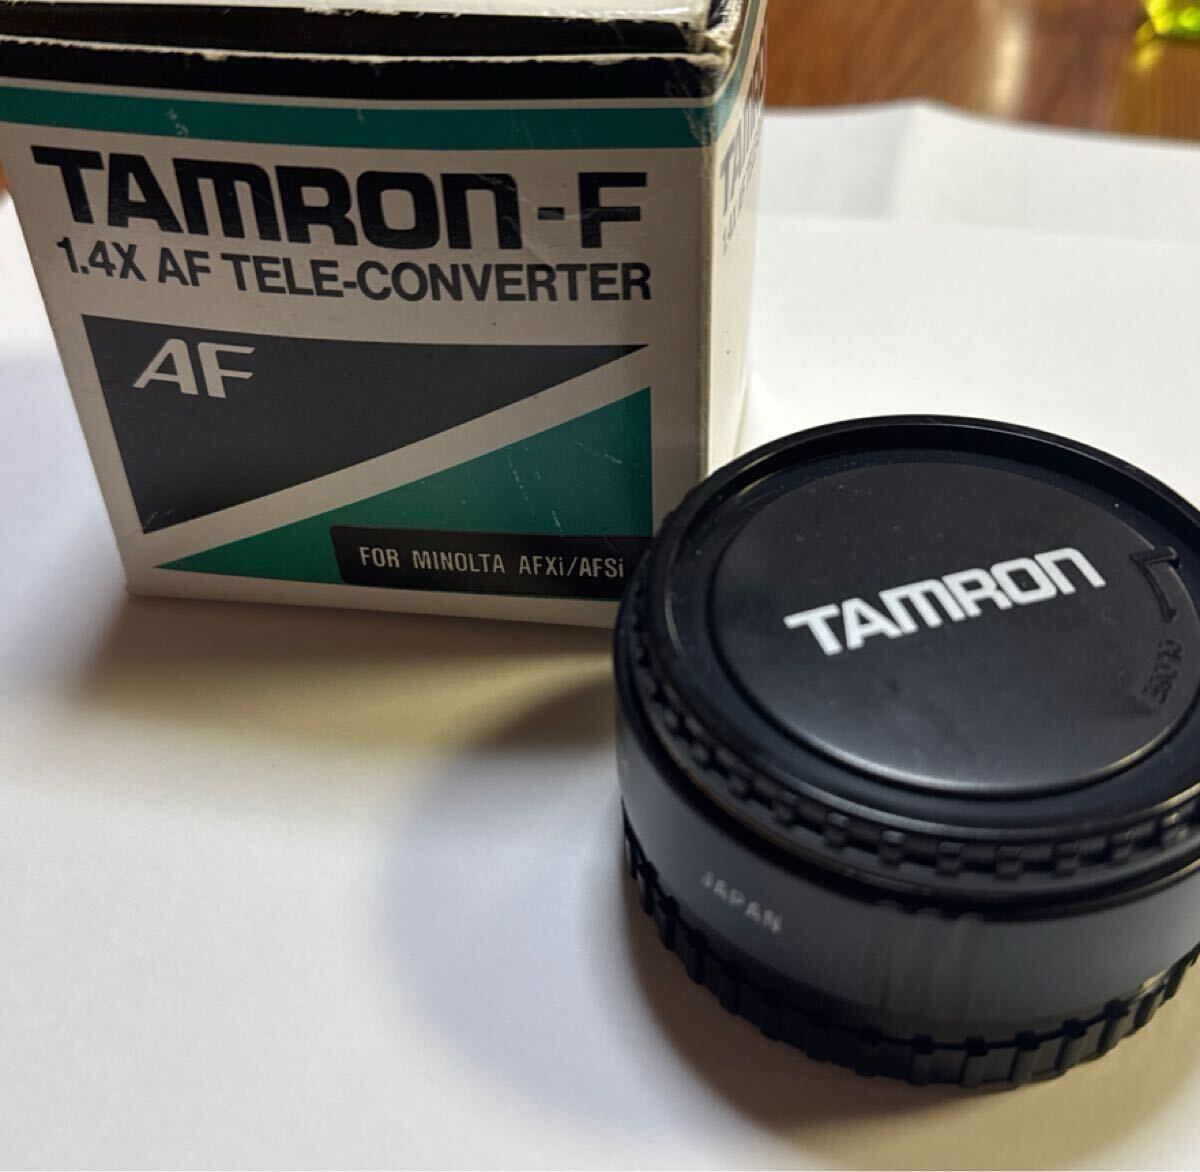 TAMRON-F
1.4X AF TELE-CONVERTER
AF
FOR MINOLTA AFXi/AFSi
TAMRON
JAPAN